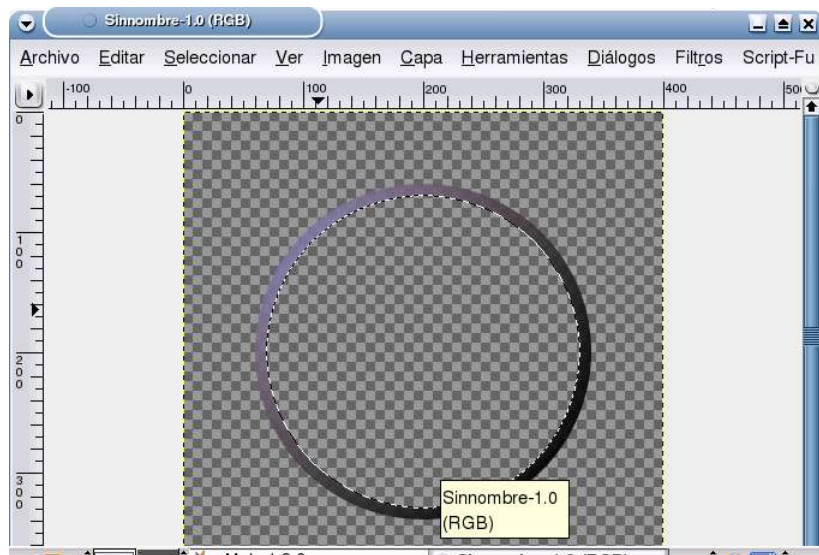 Sinnombre-1.0 (RGB)
Archivo Editar Seleccionar Ver Imagen Capa Herramientas Diálogos Filtros Script-Fu
-100 0 100 200 300 400
0
100
200
300
Sinnombre-1.0
(RGB)